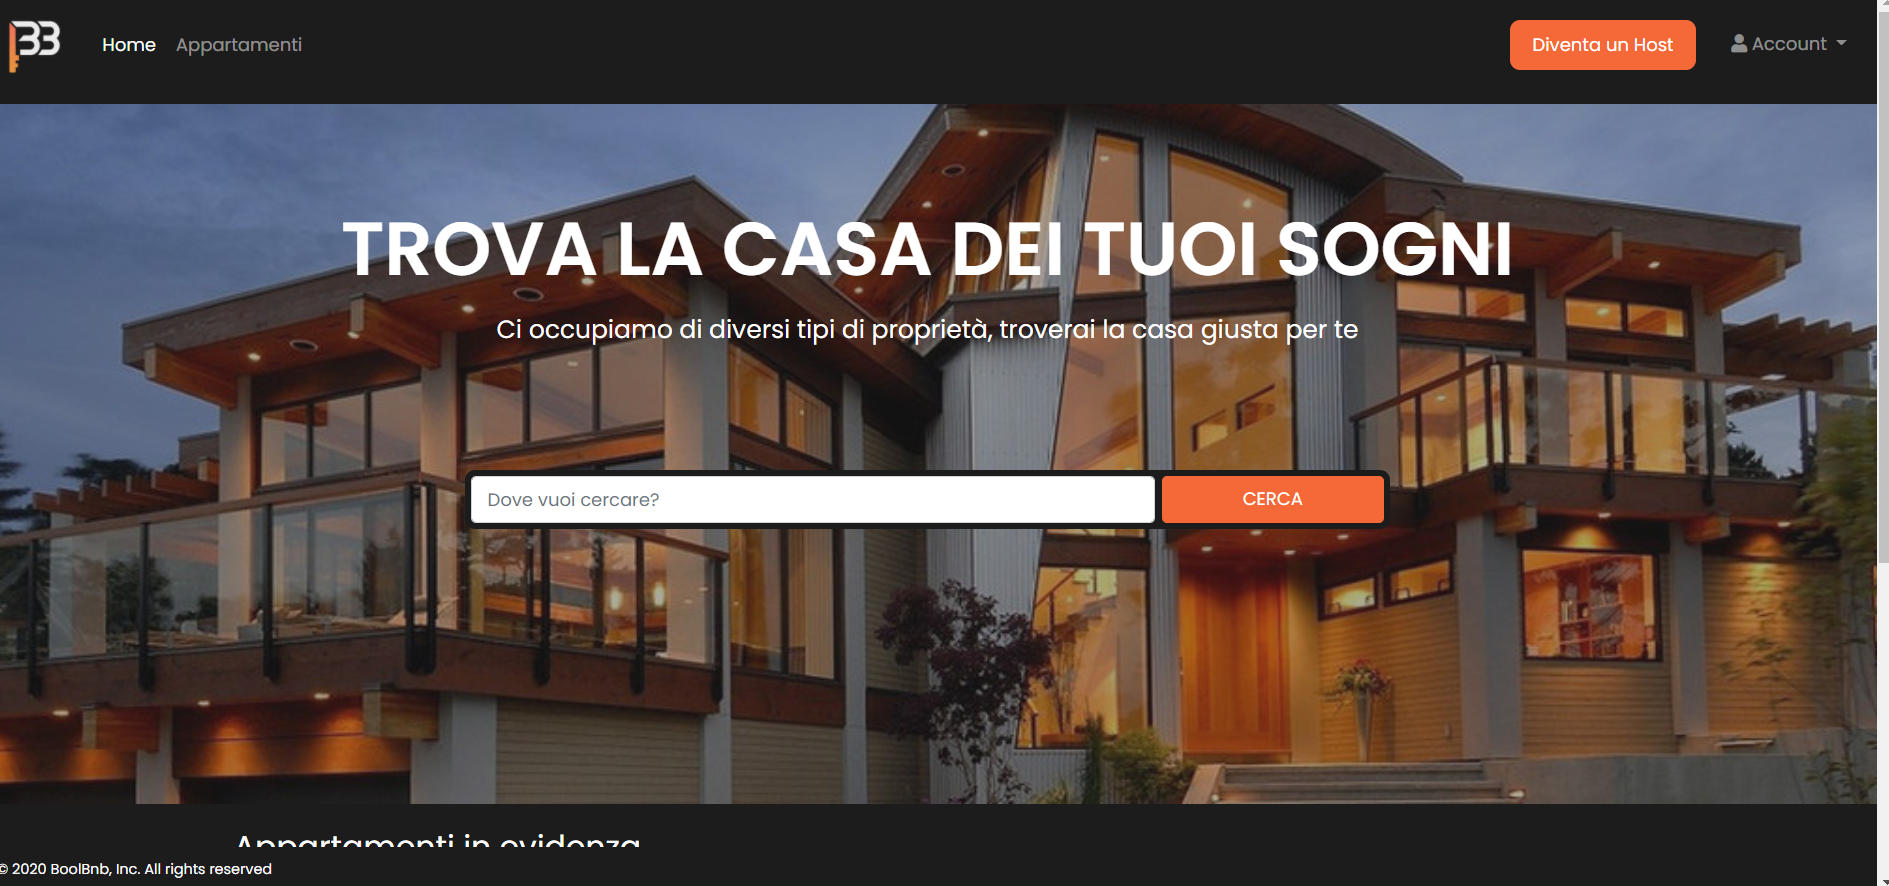 Home Appartamenti Diventa un Host Account
TROVA LA CASA DEI TUOI SOGNI
Ci occupiamo di diversi tipi di proprietà, troverai la casa giusta per te
Dove vuoi cercare? CERCA
Appartamenti in evidenza
© 2020 BoolBnb, Inc. All rights reserved